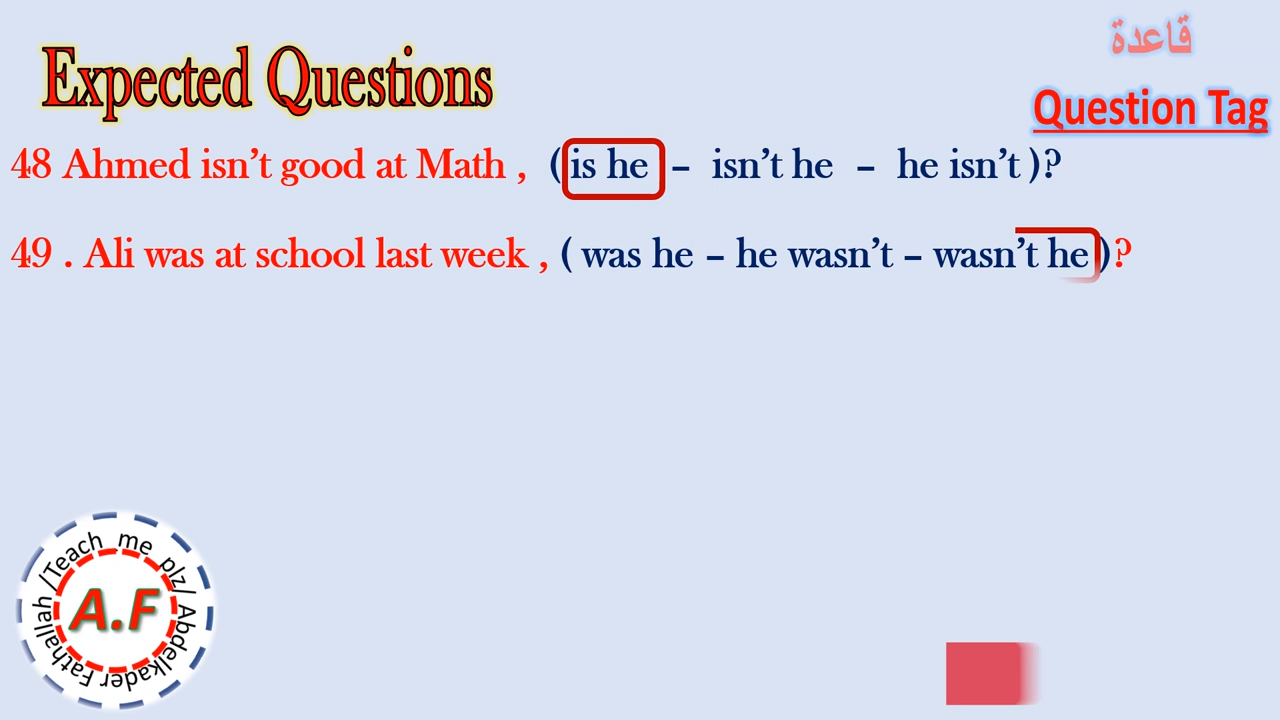 قاعدة
Expected Questions
Question Tag
48 Ahmed isn’t good at Math , ( is he – isn’t he – he isn’t )?
49 . Ali was at school last week , ( was he – he wasn’t – wasn’t he )?
/Teach me plz/ Abdelkader Fathallah
A.F